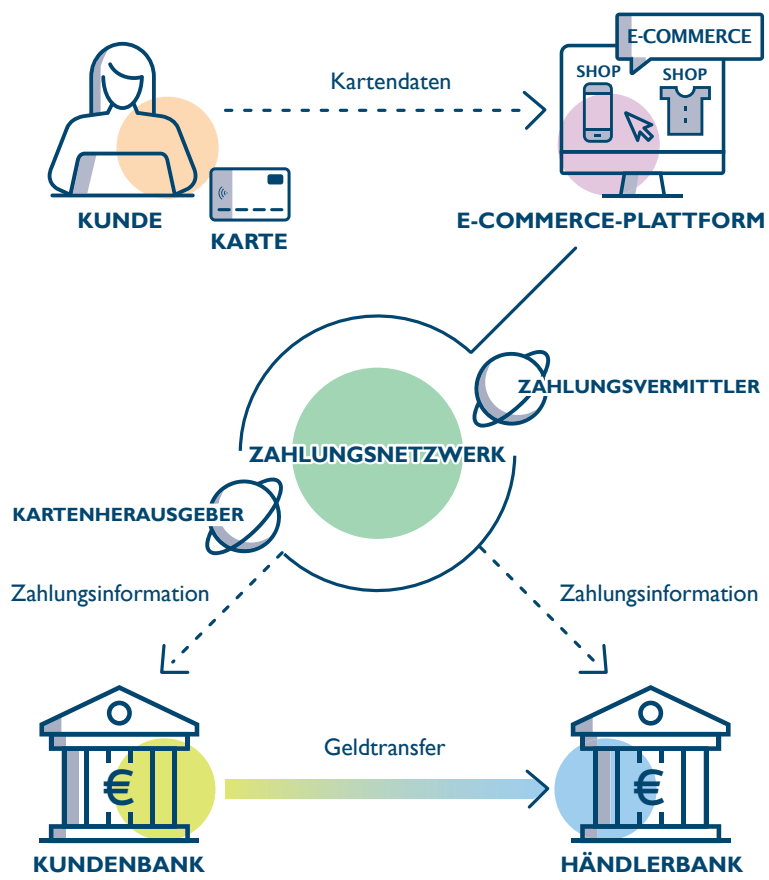 E-COMMERCE
SHOP
SHOP
Kartendaten
KUNDE
KARTE
E-COMMERCE-PLATTFORM
ZAHLUNGSVERMITTLER
ZAHLUNGSNETZWERK
KARTENHERAUSGEBER
Zahlungsinformation
Zahlungsinformation
Geldtransfer
€
€
KUNDENBANK
HÄNDLERBANK